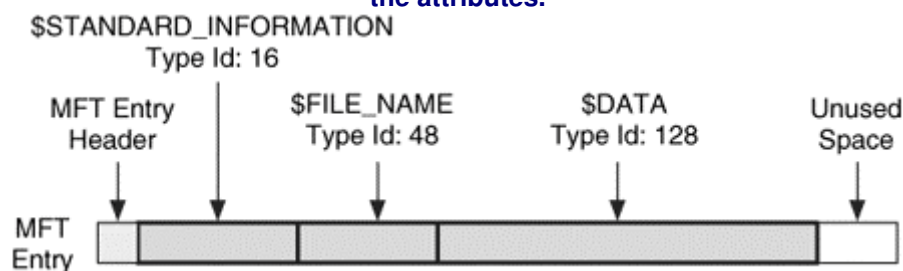 the attributes.
$STANDARD_INFORMATION
Type Id: 16
MFT Entry
Header
$FILE_NAME
Type Id: 48
$DATA
Type Id: 128
Unused
Space
MFT
Entry